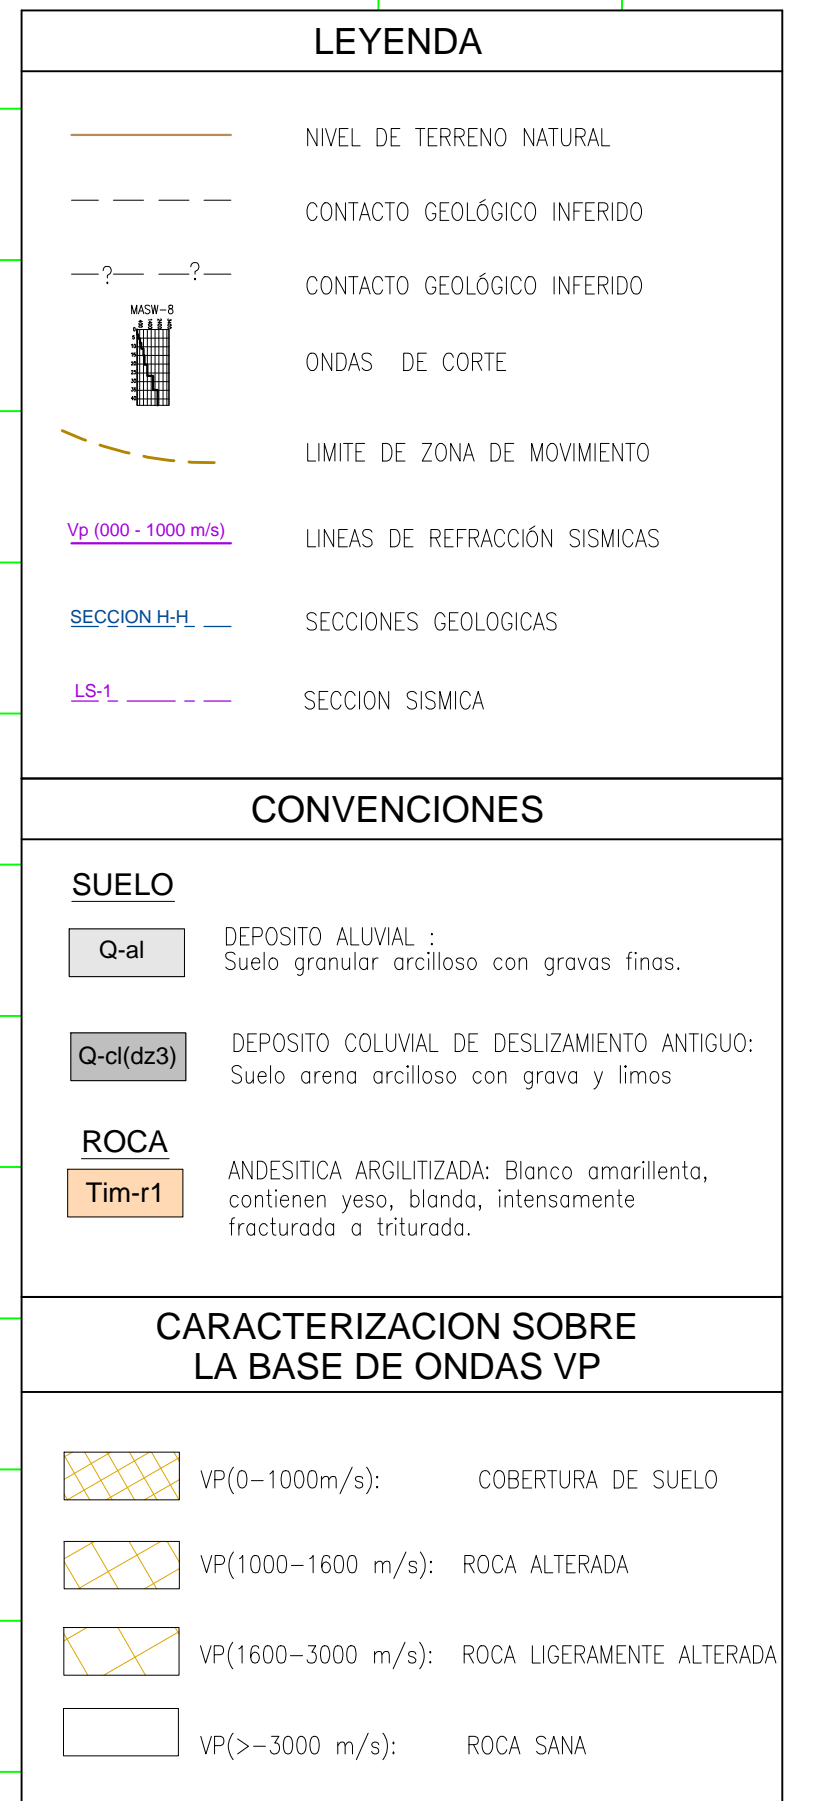 LEYENDA
NIVEL DE TERRENO NATURAL
CONTACTO GEOLÓGICO INFERIDO
? ?
CONTACTO GEOLÓGICO INFERIDO
MASW-8
ONDAS DE CORTE
LIMITE DE ZONA DE MOVIMIENTO
Vp (000 - 1000 m/s)
LINEAS DE REFRACCIÓN SISMICAS
SECCION H-H
SECCIONES GEOLOGICAS
LS-1
SECCION SISMICA
CONVENCIONES
SUELO
Q-al
DEPOSITO ALUVIAL :
Suelo granular arcilloso con gravas finas.
Q-cl(dz3)
DEPOSITO COLUVIAL DE DESLIZAMIENTO ANTIGUO:
Suelo arena arcilloso con grava y limos
ROCA
Tim-r1
ANDESITICA ARGILITIZADA: Blanco amarillenta,
contienen yeso, blanda, intensamente
fracturada a triturada.
CARACTERIZACION SOBRE
LA BASE DE ONDAS VP
VP(0-1000m/s): COBERTURA DE SUELO
VP(1000-1600 m/s): ROCA ALTERADA
VP(1600-3000 m/s): ROCA LIGERAMENTE ALTERADA
VP(>-3000 m/s): ROCA SANA